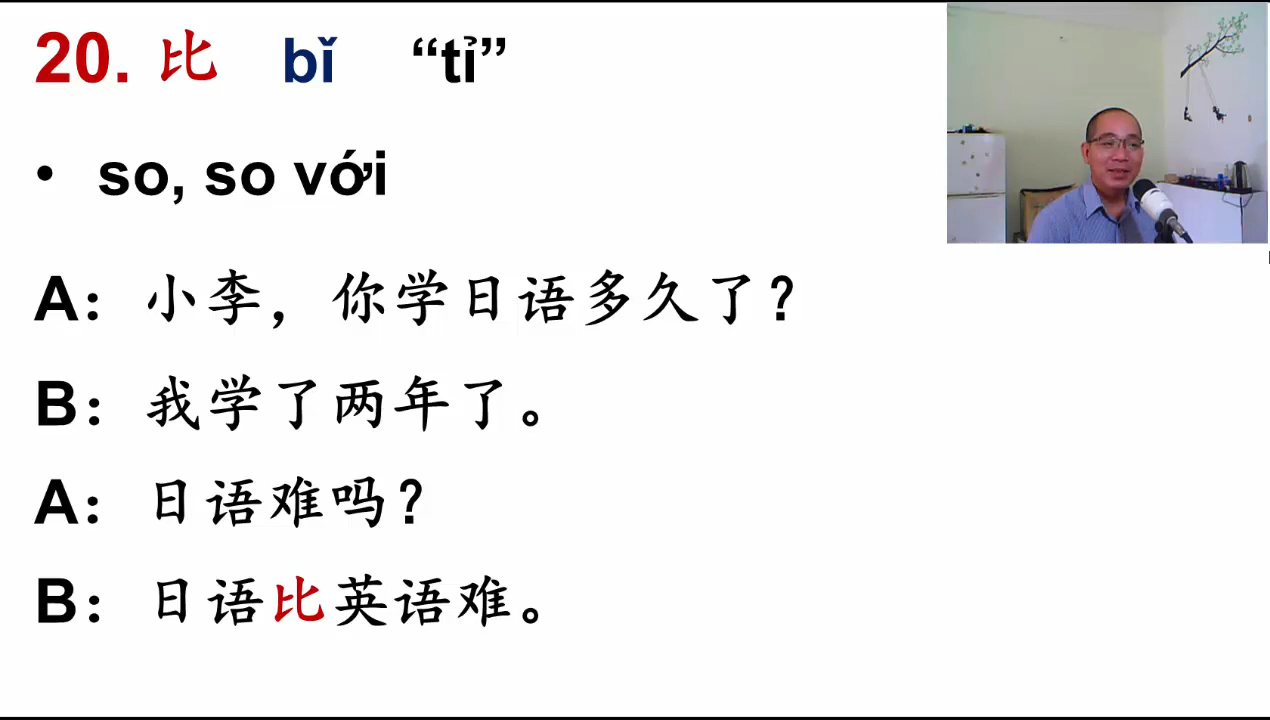 20. 比 bǐ “tỉ”
• so, so với
A：小李，你学日语多久了？
B：我学了两年了。
A：日语难吗？
B：日语比英语难。